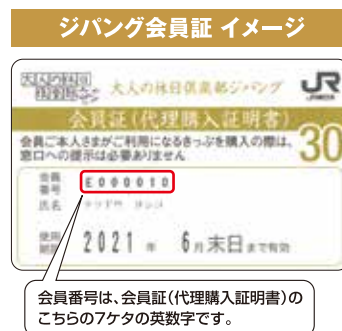 ジパング会員証 イメージ
大人の休日倶楽部ジパング
JR
会員証(代理購入証明書)
会員ご本人さまがご利用になるきっぷを購入の際は、
窓口への提示は必要ありません
30
会員
番号
E000010
氏名
使用
期限
2021 年 6月末日まで有効
会員番号は、会員証(代理購入証明書)の
こちらの7ケタの英数字です。